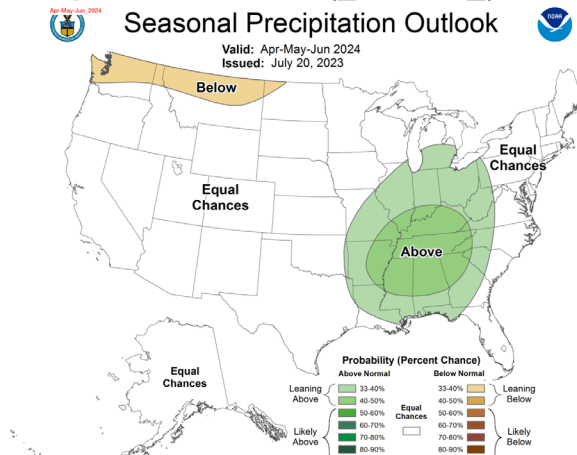 Apr-May-Jun_2024
Seasonal Precipitation Outlook
NOAA
Valid: Apr-May-Jun 2024
Issued: July 20, 2023
Below
Equal
Chances
Equal
Chances
Above
Equal
Chances
Probability (Percent Chance)
Above Normal
Below Normal
Leaning
Above
33-40%
40-50%
Likely
Above
50-60%
60-70%
70-80%
80-90%
Equal
Chances
33-40%
40-50%
Leaning
Below
50-60%
60-70%
70-80%
80-90%
Likely
Below